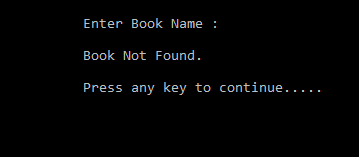 Enter Book Name :
Book Not Found.
Press any key to continue.....